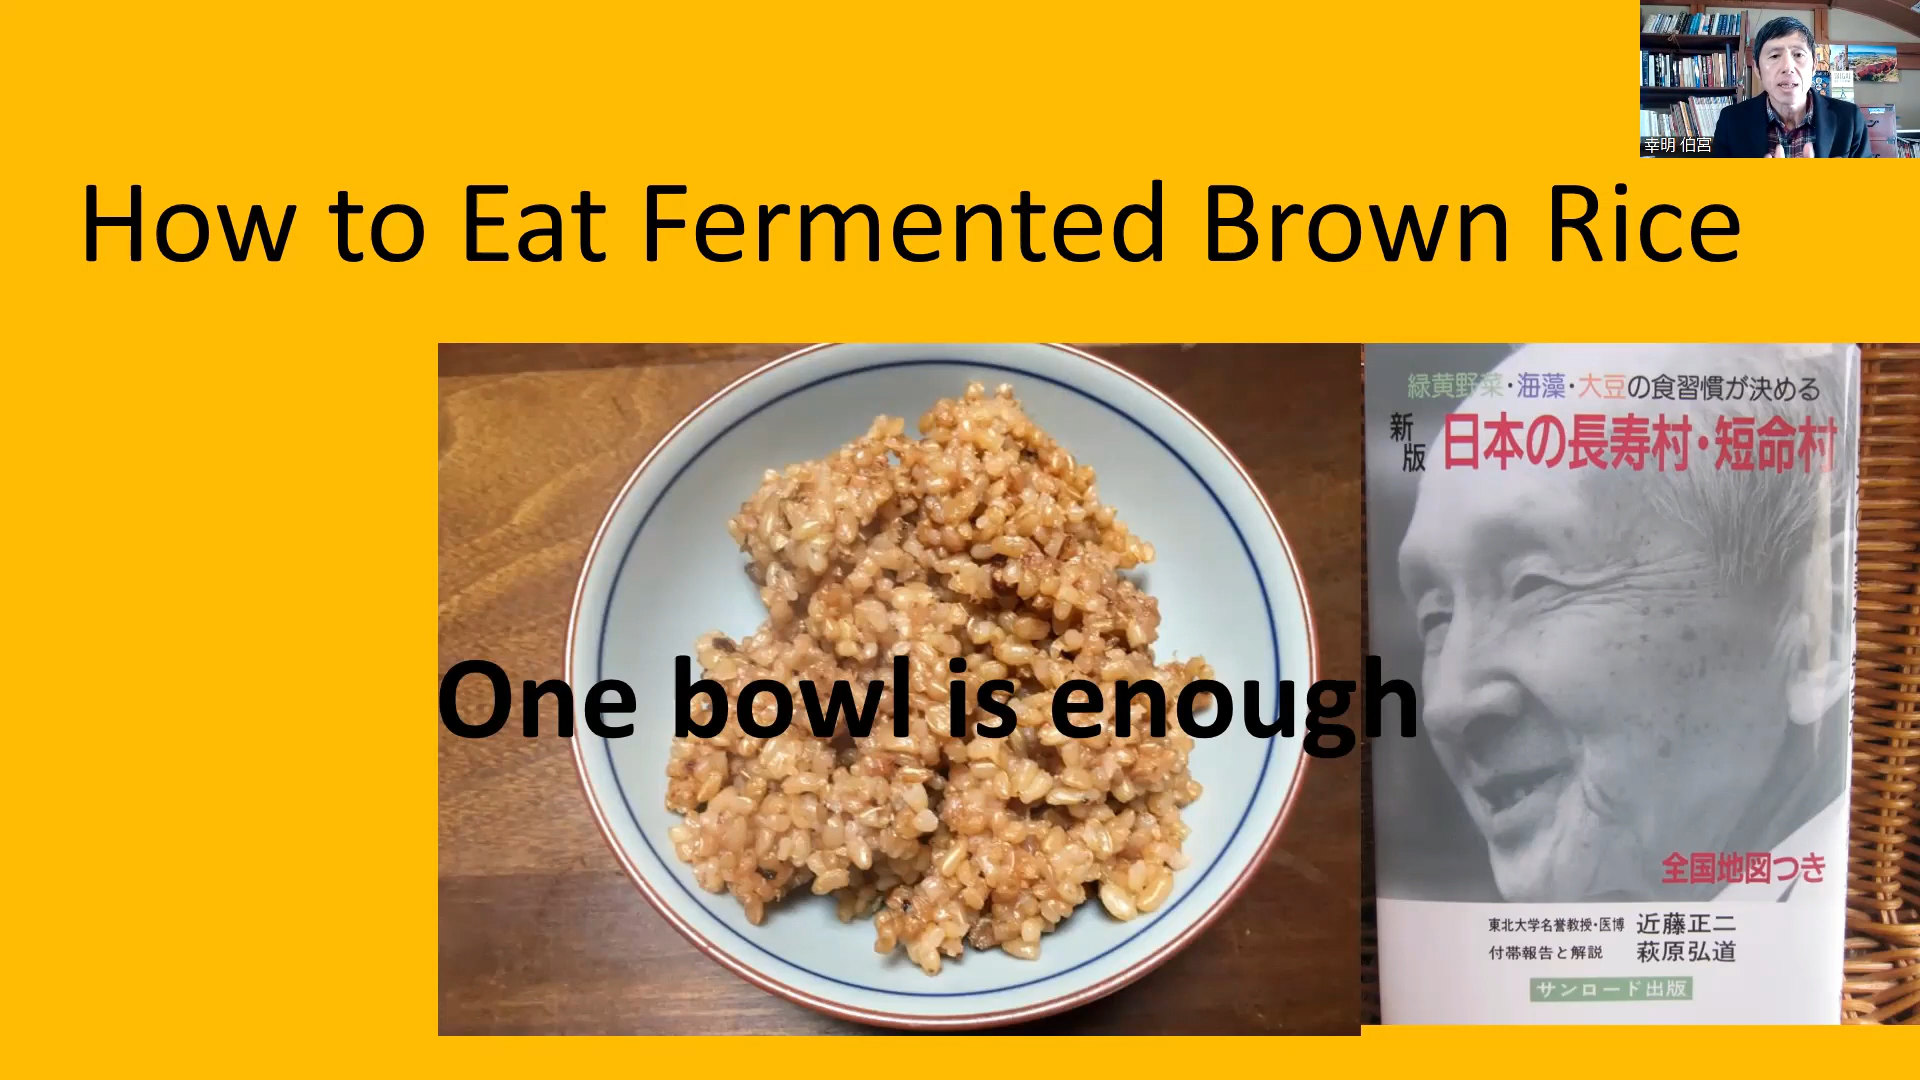 幸明 伯宮
How to Eat Fermented Brown Rice
One bowl is enough
緑黄野菜・海藻・大豆の食習慣が決める
新版 日本の長寿村・短命村
全国地図つき
東北大学名誉教授・医博 近藤正二
付帯報告と解説 萩原弘道
サンロード出版